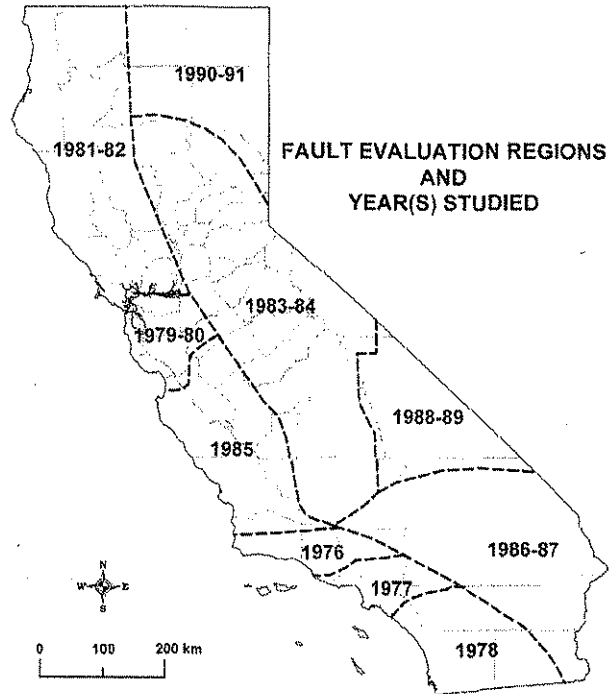 1990-91
1981-82
FAULT EVALUATION REGIONS
AND
YEAR(S) STUDIED
1983-84
1979-80
1988-89
1985
1976
1986-87
1977
N
W E
S
1978
0 100 200 km